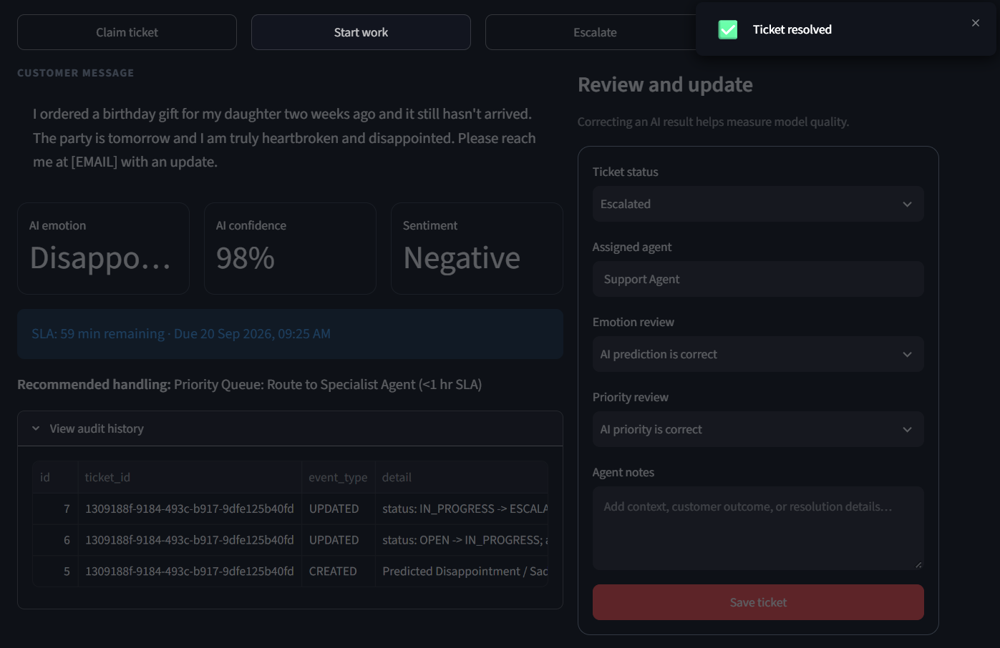 Claim ticket
Start work
Escalate
Ticket resolved
CUSTOMER MESSAGE
I ordered a birthday gift for my daughter two weeks ago and it still hasn't arrived.
The party is tomorrow and I am truly heartbroken and disappointed. Please reach
me at [EMAIL] with an update.
AI emotion
Disappo...
AI confidence
98%
Sentiment
Negative
SLA: 59 min remaining · Due 20 Sep 2026, 09:25 AM
Recommended handling: Priority Queue: Route to Specialist Agent (<1 hr SLA)
View audit history
id ticket_id event_type detail
7 1309188f-9184-493c-b917-9dfe125b40fd UPDATED status: IN_PROGRESS -> ESCALA
6 1309188f-9184-493c-b917-9dfe125b40fd UPDATED status: OPEN -> IN_PROGRESS; a
5 1309188f-9184-493c-b917-9dfe125b40fd CREATED Predicted Disappointment / Sad
Review and update
Correcting an AI result helps measure model quality.
Ticket status
Escalated
Assigned agent
Support Agent
Emotion review
AI prediction is correct
Priority review
AI priority is correct
Agent notes
Add context, customer outcome, or resolution details...
Save ticket